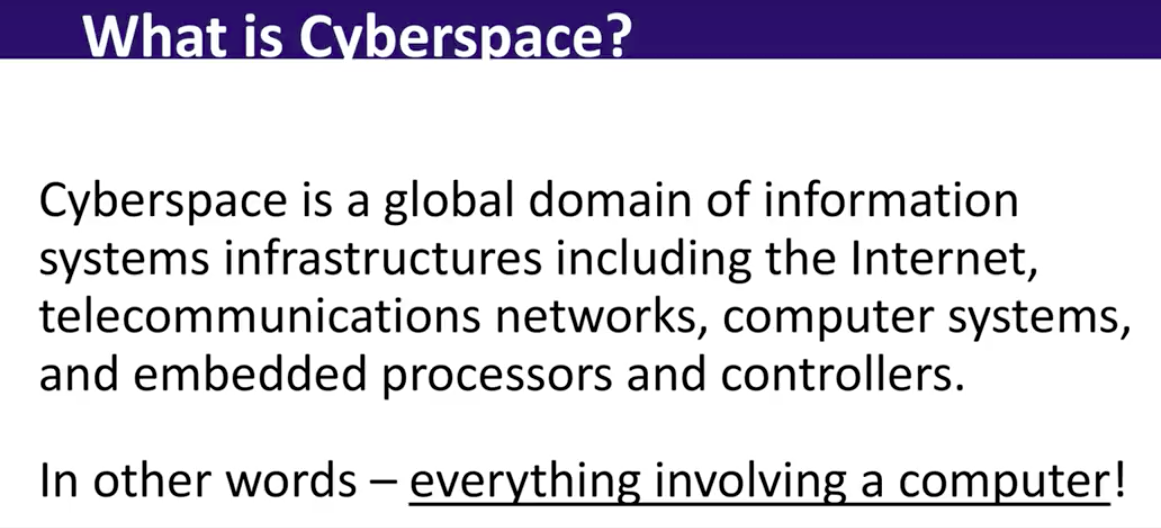 What is Cyberspace?
Cyberspace is a global domain of information
systems infrastructures including the Internet,
telecommunications networks, computer systems,
and embedded processors and controllers.
In other words – everything involving a computer!